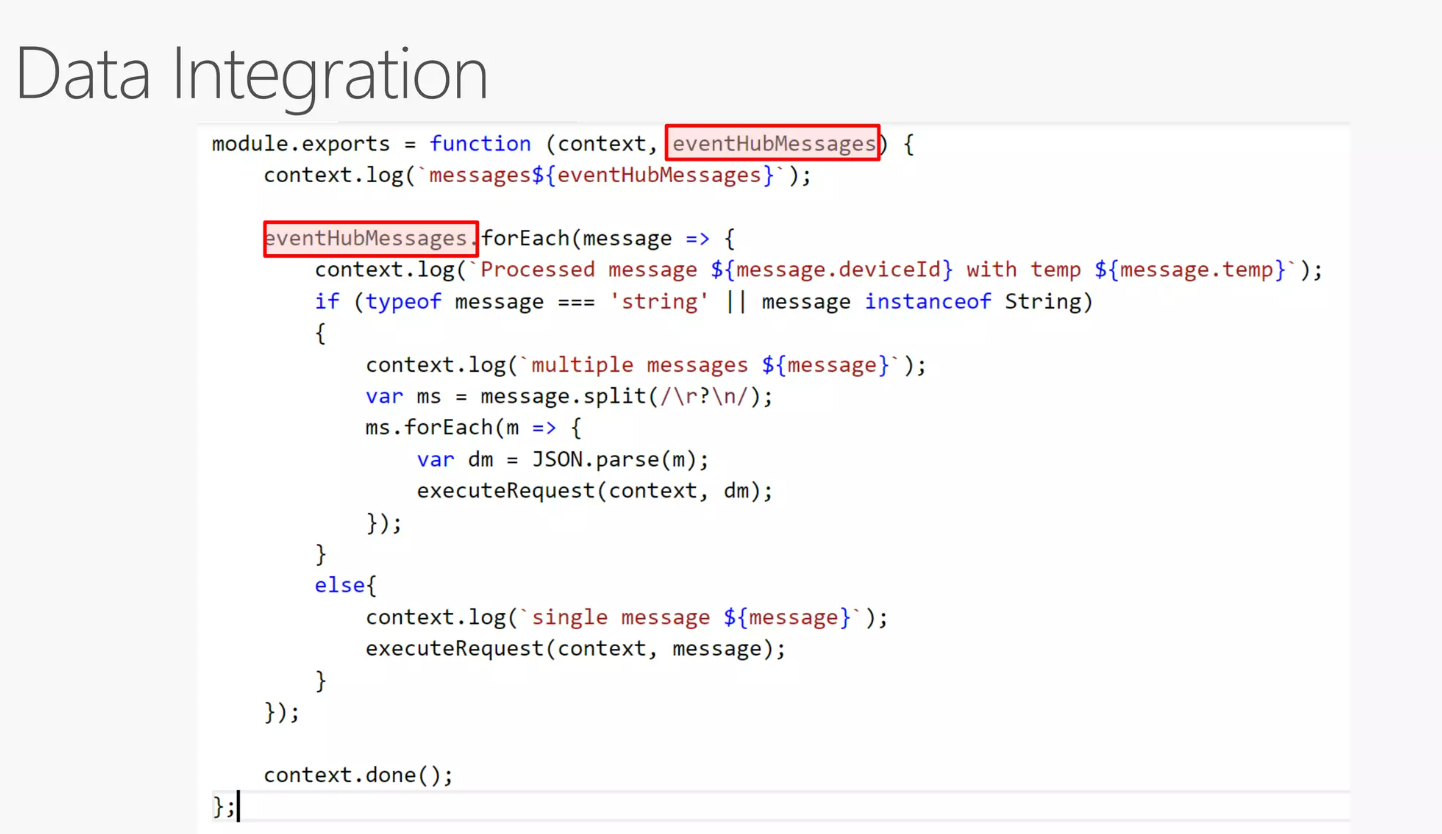 Data Integration
module.exports = function (context, eventHubMessages) {
context.log(`messages${eventHubMessages}`);
eventHubMessages.forEach(message => {
context.log(`Processed message ${message.deviceId} with temp ${message.temp}`);
if (typeof message === 'string' || message instanceof String)
{
context.log(`multiple messages ${message}`);
var ms = message.split(/\r?\n/);
ms.forEach(m => {
var dm = JSON.parse(m);
executeRequest(context, dm);
});
}
else{
context.log(`single message ${message}`);
executeRequest(context, message);
}
});
context.done();
};